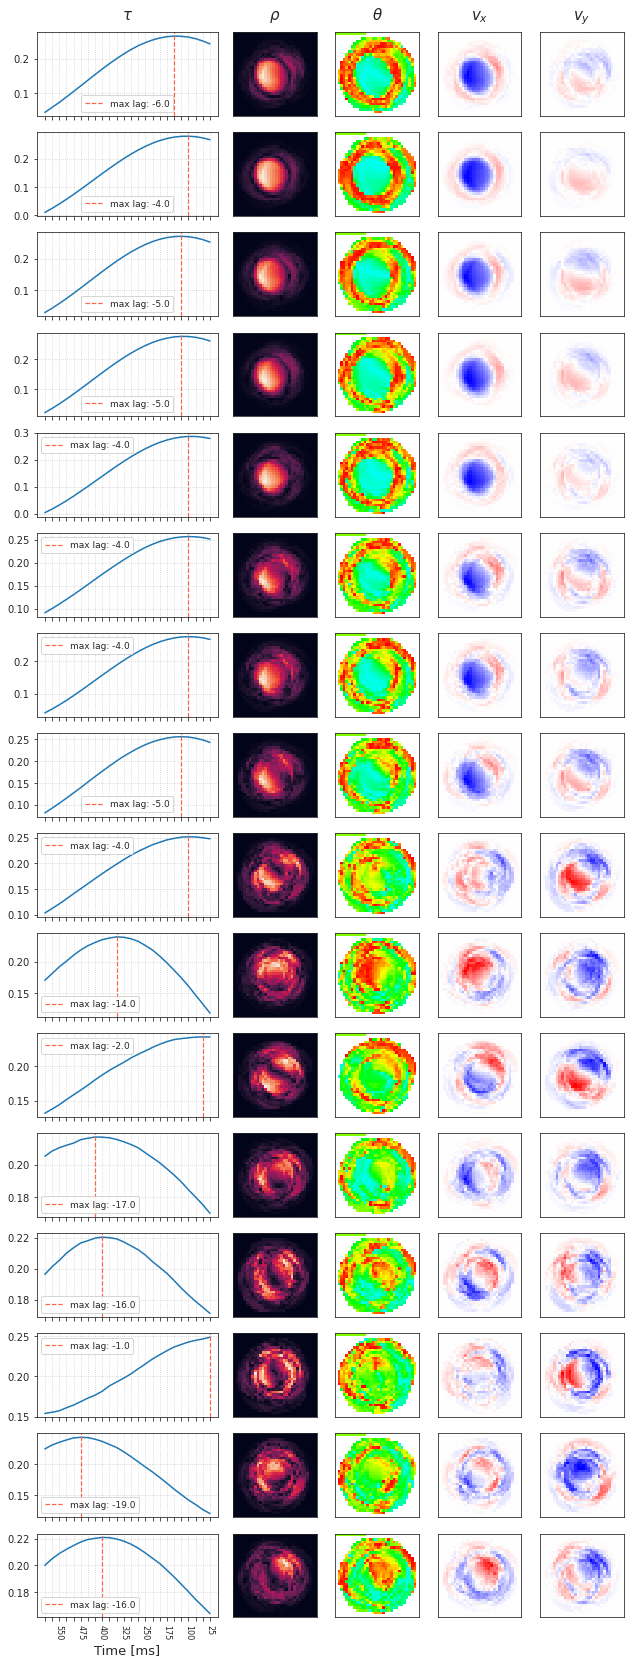 τ ρ θ v_x v_y
0.2
0.1
max lag: -6.0
0.2
0.1
0.0
max lag: -4.0
0.2
0.1
max lag: -5.0
0.2
0.1
max lag: -5.0
0.3
0.2
0.1
0.0
max lag: -4.0
0.25
0.20
0.15
0.10
max lag: -4.0
0.2
0.1
max lag: -4.0
0.25
0.20
0.15
0.10
max lag: -5.0
0.25
0.20
0.15
0.10
max lag: -4.0
0.20
0.15
max lag: -14.0
0.20
0.15
max lag: -2.0
0.20
0.18
max lag: -17.0
0.22
0.20
0.18
max lag: -16.0
0.25
0.20
0.15
max lag: -1.0
0.20
0.15
max lag: -19.0
0.22
0.20
0.18
max lag: -16.0
550 475 400 325 250 175 100 25
Time [ms]